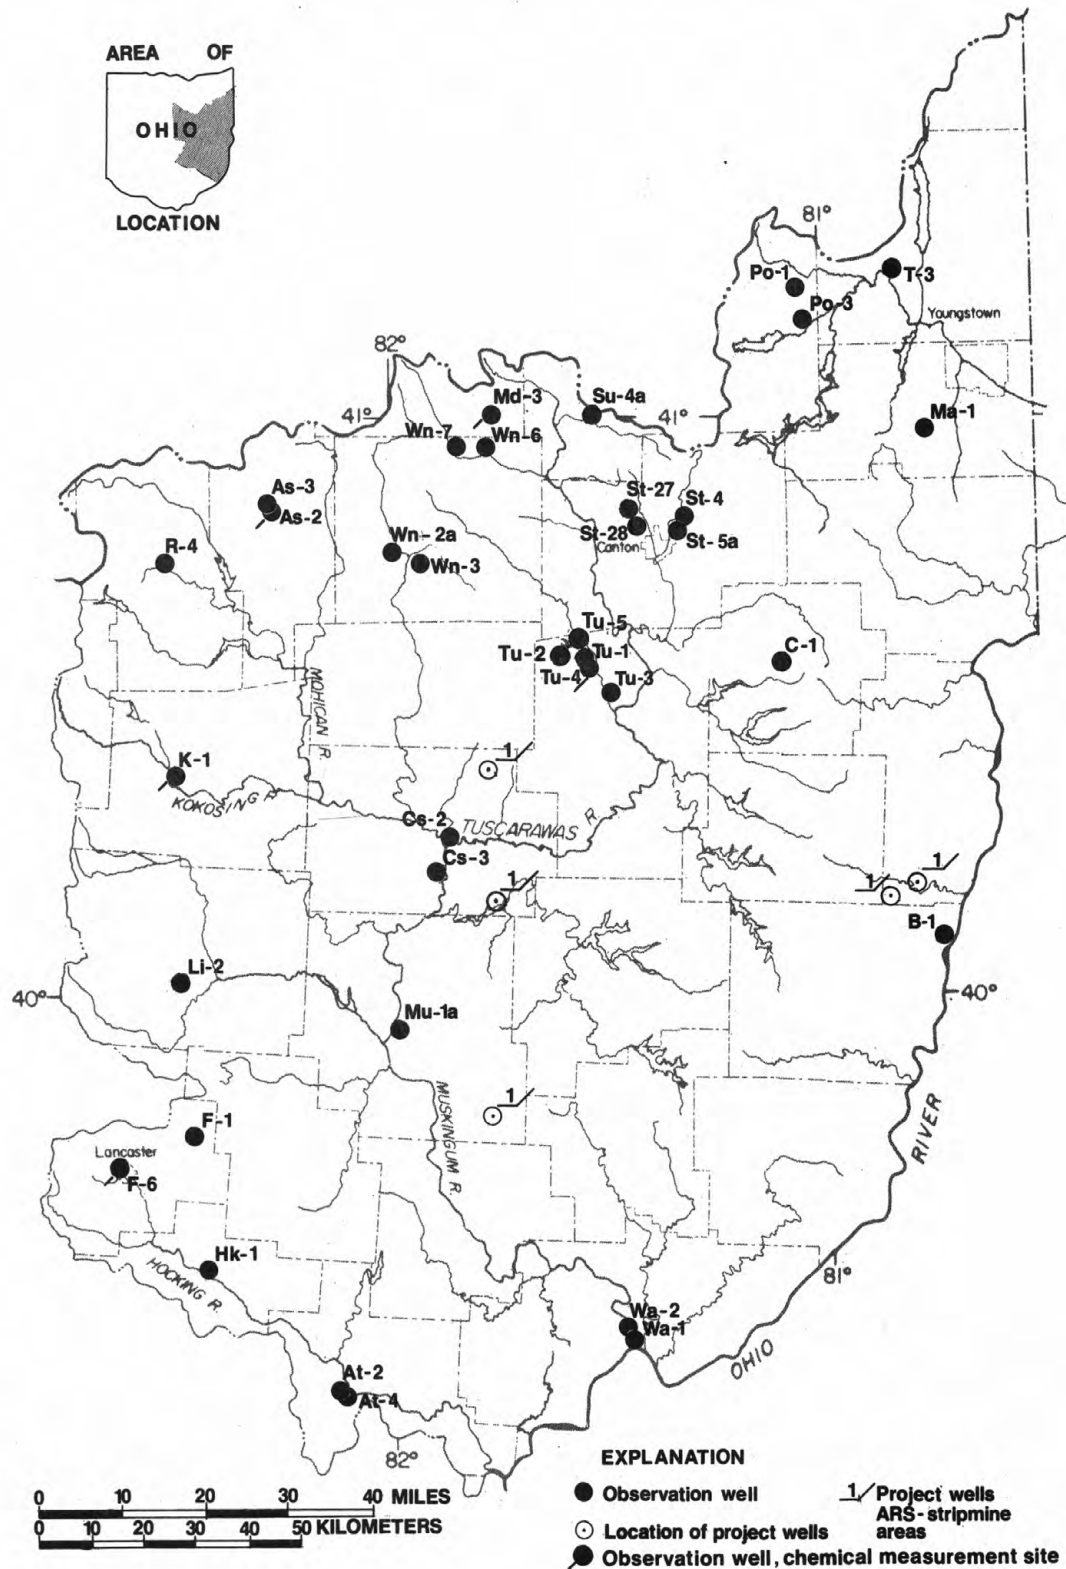 AREA OF
OHIO
LOCATION
81°
Po-1
T-3
Po-3
Youngstown
82°
Md-3
Su-4a
41°
41°
Ma-1
Wn-7
Wn-6
As-3
St-27
St-4
As-2
Wn-2a
St-28
St-5a
Canton
R-4
Wn-3
Tu-5
Tu-2
Tu-1
C-1
Tu-4
Tu-3
MOHICAN R.
1
K-1
KOKOSING R.
Cs-2
TUSCARAWAS R.
Cs-3
1
1
1
B-1
Li-2
40°
40°
Mu-1a
1
MUSKINGUM R.
F-1
RIVER
Lancaster
F-6
Hk-1
HOCKING R.
81°
Wa-2
Wa-1
OHIO
At-2
At-4
82°
EXPLANATION
0 10 20 30 40 MILES
0 10 20 30 40 50 KILOMETERS
Observation well
1 Project wells
ARS-stripmine
areas
Location of project wells
Observation well, chemical measurement site